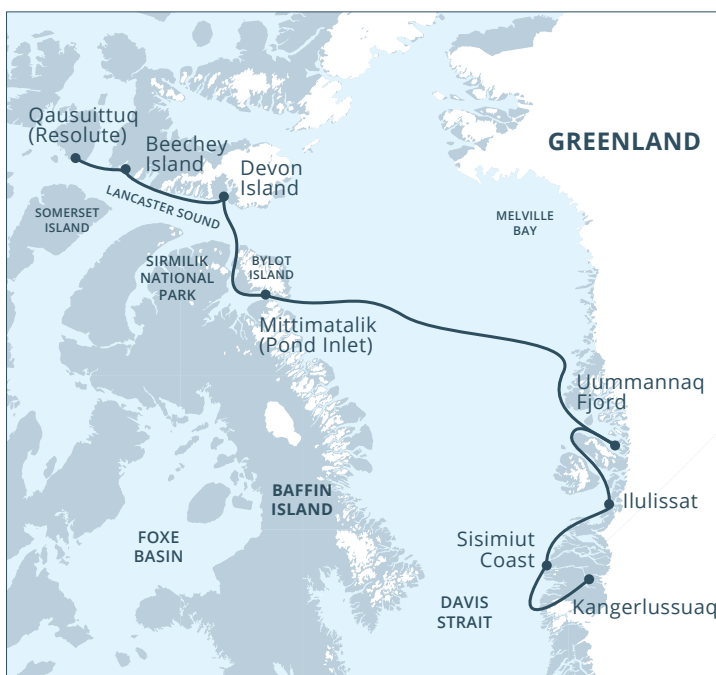 Qausuittuq
(Resolute)
Beechey
Island
Devon
Island
GREENLAND
LANCASTER SOUND
SOMERSET
ISLAND
MELVILLE
BAY
SIRMILIK
NATIONAL
PARK
BYLOT
ISLAND
Mittimatalik
(Pond Inlet)
Uummannaq
Fjord
BAFFIN
ISLAND
Ilulissat
FOXE
BASIN
Sisimiut
Coast
DAVIS
STRAIT
Kangerlussuaq